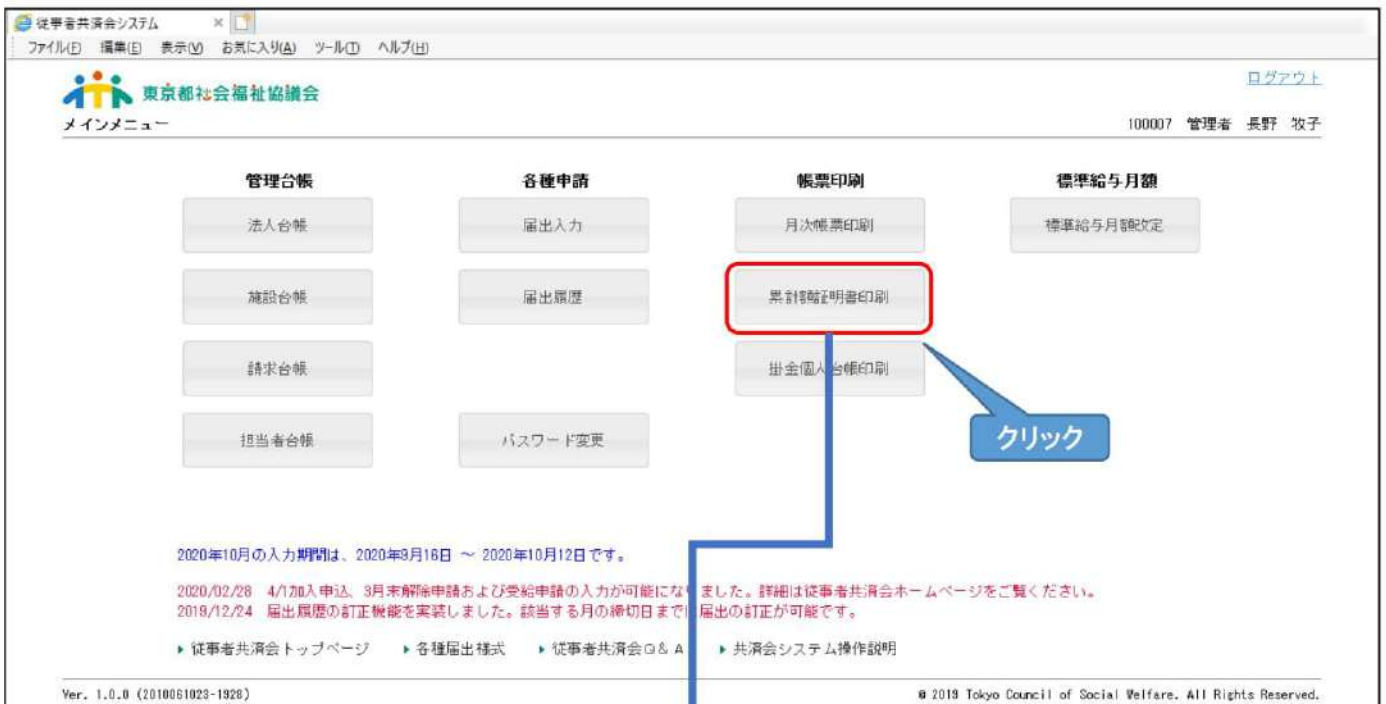 従事者共済会システム
ファイル(F) 編集(E) 表示(V) お気に入り(A) ツール(T) ヘルプ(H)
東京都社会福祉協議会
ログアウト
メインメニュー
100007 管理者 長野 牧子
管理台帳 各種申請 帳票印刷 標準給与月額
法人台帳 届出入力 月次帳票印刷 標準給与月額改定
施設台帳 届出履歴 累計額証明書印刷
請求台帳 掛金個人台帳印刷
担当者台帳 パスワード変更
クリック
2020年10月の入力期間は、2020年9月16日 ~ 2020年10月12日です。
2020/02/28 4/1加入申込、3月末解除申請および受給申請の入力が可能になりました。詳細は従事者共済会ホームページをご覧ください。
2019/12/24 届出履歴の訂正機能を実装しました。該当する月の締切日までに届出の訂正が可能です。
従事者共済会トップページ 各種届出様式 従事者共済会Q&A 共済会システム操作説明
Ver. 1.0.0 (2010061023-1928)
© 2019 Tokyo Council of Social Welfare. All Rights Reserved.